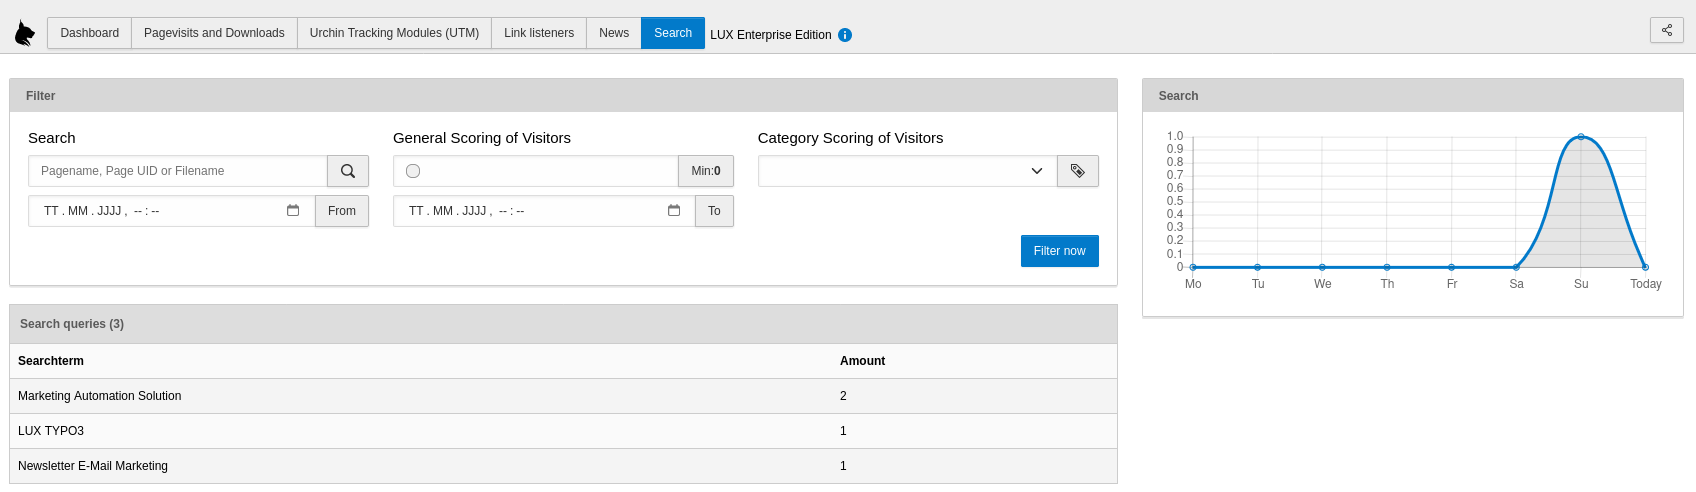 Dashboard Pagevisits and Downloads Urchin Tracking Modules (UTM) Link listeners News Search LUX Enterprise Edition
Filter
Search General Scoring of Visitors Category Scoring of Visitors
Pagename, Page UID or Filename Min:0
TT . MM . JJJJ , -- : -- From TT . MM . JJJJ , -- : -- To
Filter now
Search queries (3)
Searchterm Amount
Marketing Automation Solution 2
LUX TYPO3 1
Newsletter E-Mail Marketing 1
Search
1.0
0.9
0.8
0.7
0.6
0.5
0.4
0.3
0.2
0.1
0
Mo Tu We Th Fr Sa Su Today